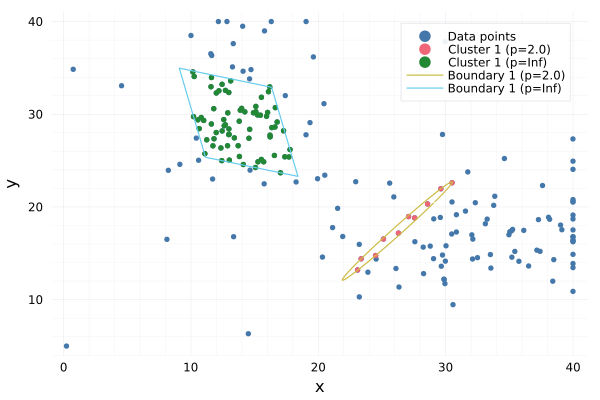 40
30
20
10
0
10
20
30
40
x
y
Data points
Cluster 1 (p=2.0)
Cluster 1 (p=Inf)
Boundary 1 (p=2.0)
Boundary 1 (p=Inf)